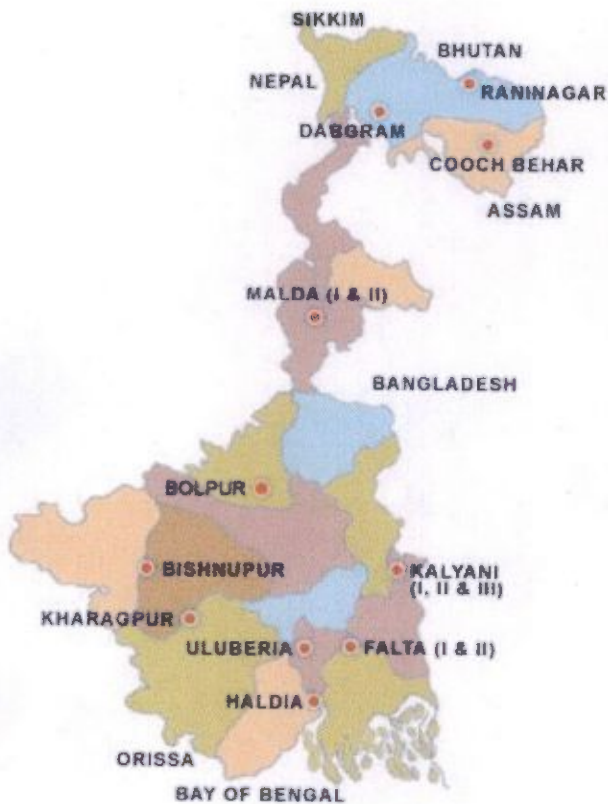 SIKKIM
BHUTAN
NEPAL
RANINAGAR
DABGRAM
COOCH BEHAR
ASSAM
MALDA (I & II)
BANGLADESH
BOLPUR
BISHNUPUR
KALYANI
(I, II & III)
KHARAGPUR
ULUBERIA
FALTA (I & II)
HALDIA
ORISSA
BAY OF BENGAL